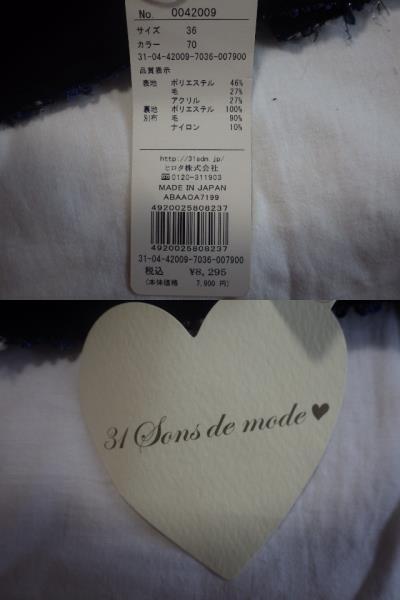 No. 0042009
サイズ 36
カラー 70
31-04-42009-7036-007900
品質表示
表地 ポリエステル 46%
毛 27%
アクリル 27%
裏地 ポリエステル 100%
別布 毛 90%
ナイロン 10%
http://31sdm.jp/
ヒロタ株式会社
0120-311903
MADE IN JAPAN
ABAAOA7199
4920025808237
4920025808237
31-04-42009-7036-007900
税込 ¥8,295
(本体価格 7,900 円)
31 Sons de mode ♥